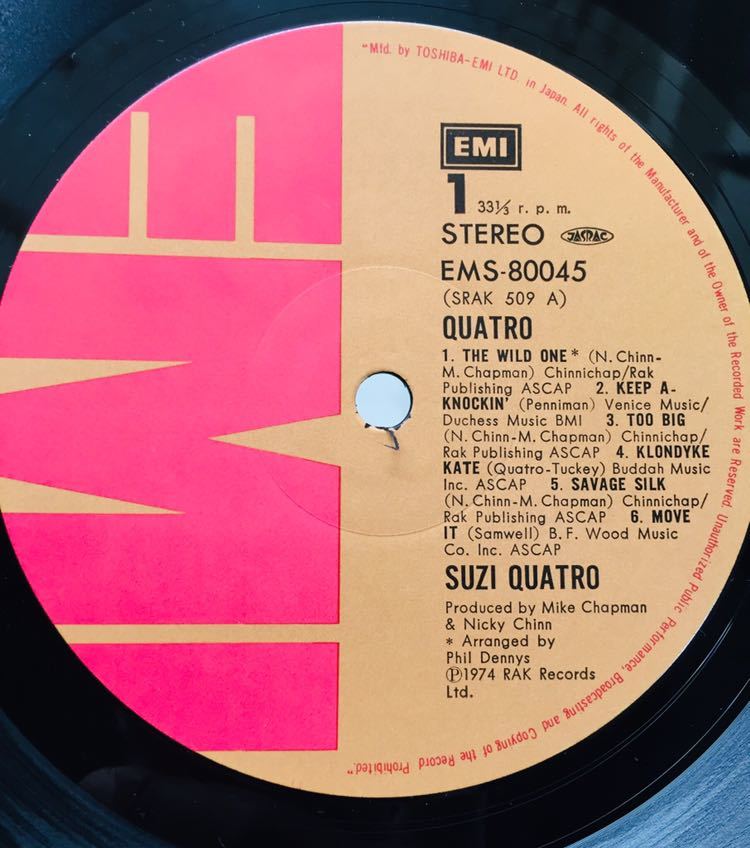 "Mfd. by TOSHIBA-EMI LTD. in Japan. All rights of the Manufacturer and of the Owner of the Recorded Work are Reserved. Unauthorized Public Performance, Broadcasting and Copying of the Record Prohibited."
EMI
EMI
1 33⅓ r. p. m.
STEREO JASRAC
EMS-80045
(SRAK 509 A)
QUATRO
1. THE WILD ONE* (N. Chinn-
M. Chapman) Chinnichap/Rak
Publishing ASCAP 2. KEEP A-
KNOCKIN' (Penniman) Venice Music/
Duchess Music BMI 3. TOO BIG
(N. Chinn-M. Chapman) Chinnichap/
Rak Publishing ASCAP 4. KLONDYKE
KATE (Quatro-Tuckey) Buddah Music
Inc. ASCAP 5. SAVAGE SILK
(N. Chinn-M. Chapman) Chinnichap/
Rak Publishing ASCAP 6. MOVE
IT (Samwell) B. F. Wood Music
Co. Inc. ASCAP
SUZI QUATRO
Produced by Mike Chapman
& Nicky Chinn
* Arranged by
Phil Dennys
Ⓟ1974 RAK Records
Ltd.